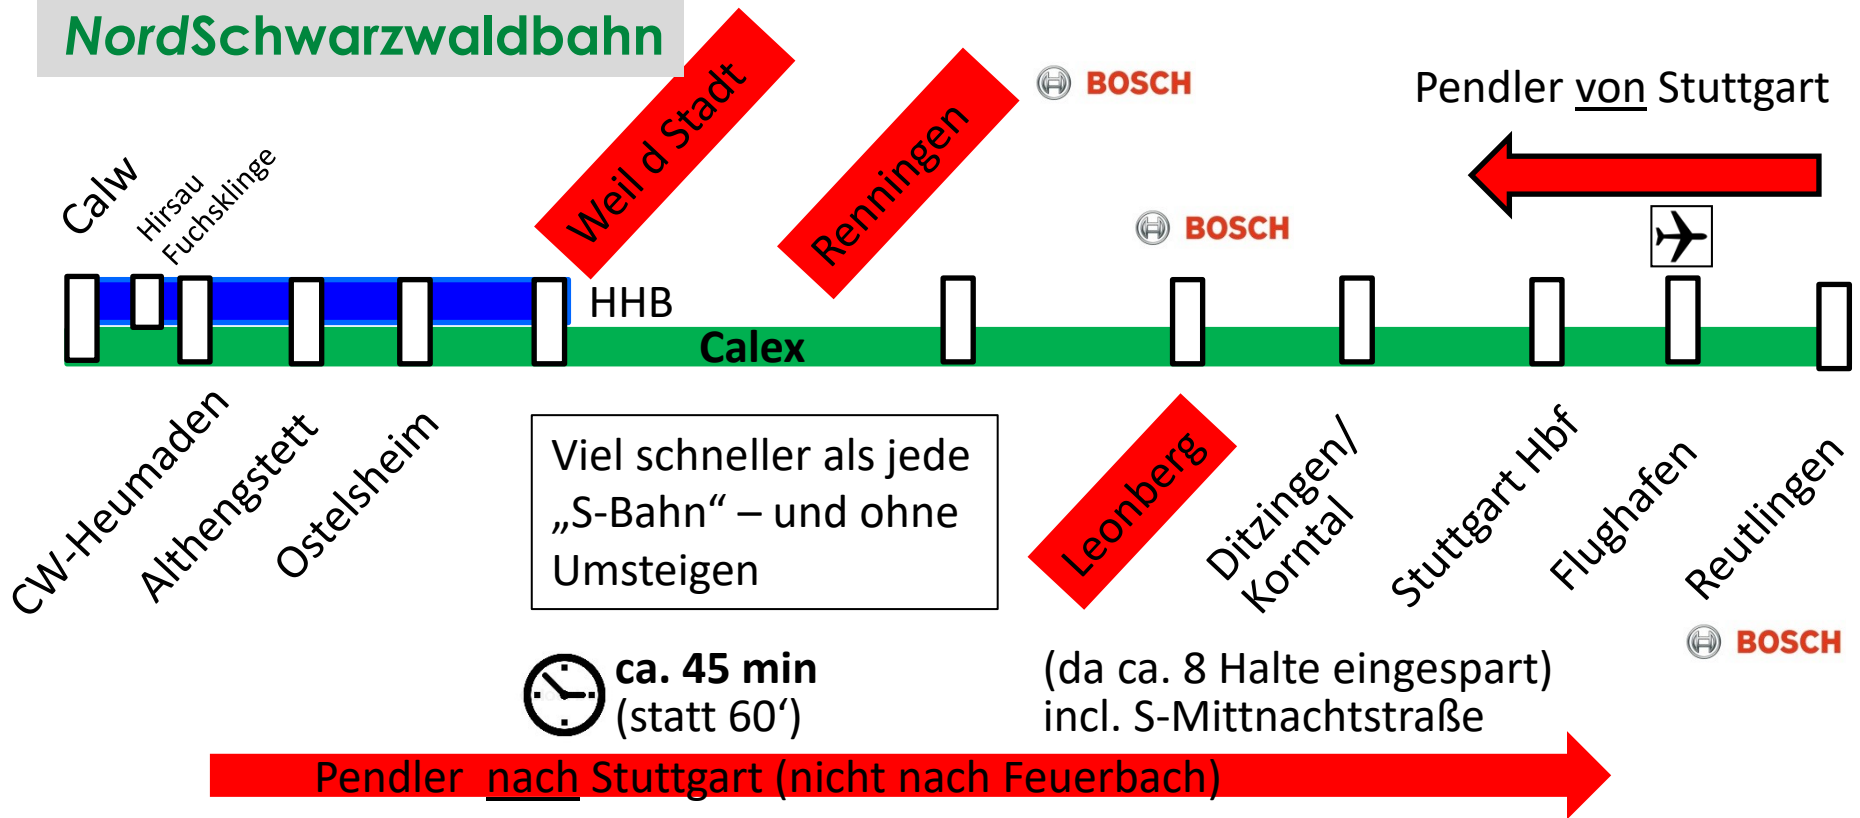 NordSchwarzwaldbahn
BOSCH
Pendler von Stuttgart
Calw
Hirsau
Fuchsklinge
Weil d Stadt
Renningen
BOSCH
HHB
Calex
CW-Heumaden
Althengstett
Ostelsheim
Viel schneller als jede
„S-Bahn“ – und ohne
Umsteigen
Leonberg
Ditzingen/
Korntal
Stuttgart Hbf
Flughafen
Reutlingen
BOSCH
ca. 45 min
(statt 60‘)
(da ca. 8 Halte eingespart)
incl. S-Mittnachtstraße
Pendler nach Stuttgart (nicht nach Feuerbach)